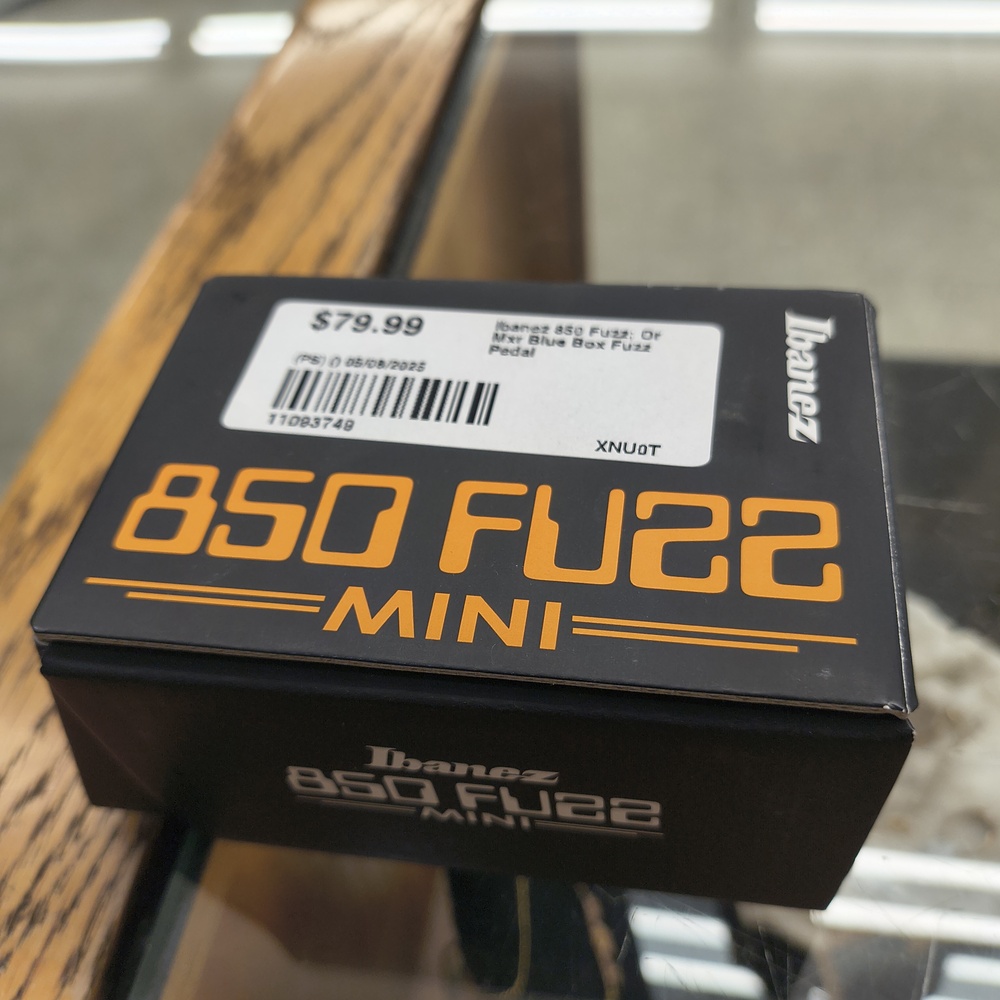 $79.99
Ibanez 850 Fuzz; Or
Mxr Blue Box Fuzz
Pedal
(PS) () 05/08/2025
11093749
XNU0T
Ibanez
850 FUZZ
MINI
Ibanez
850 FUZZ
MINI